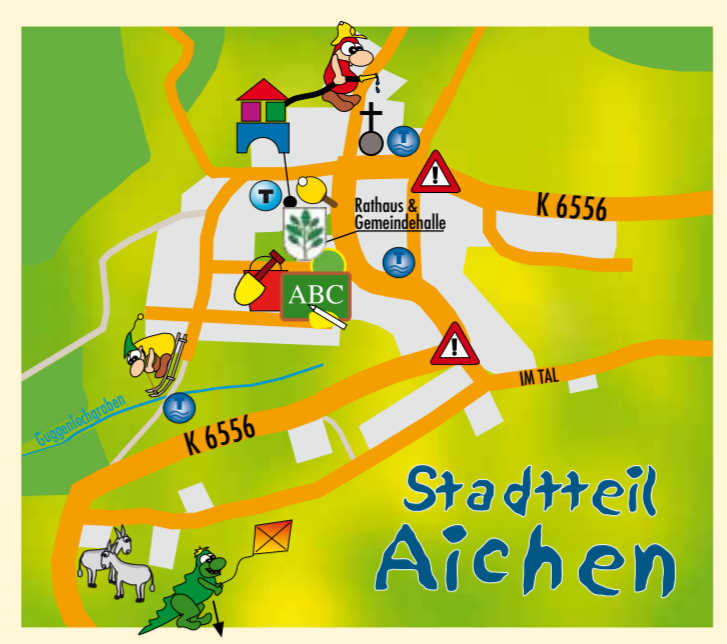 T
T
Rathaus &
Gemeindehalle
K 6556
T
ABC
IM TAL
Guggenlochgraben
T
K 6556
Stadtteil
Aichen